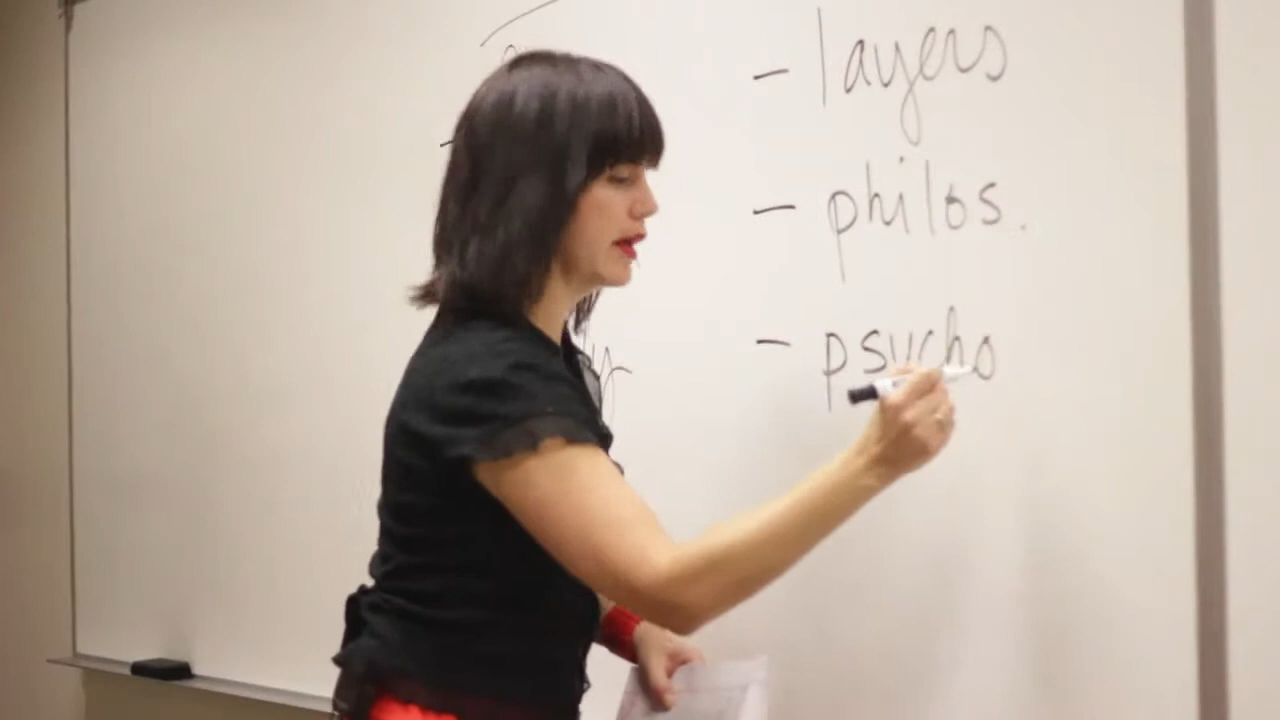 - layers
- philos.
- psycho